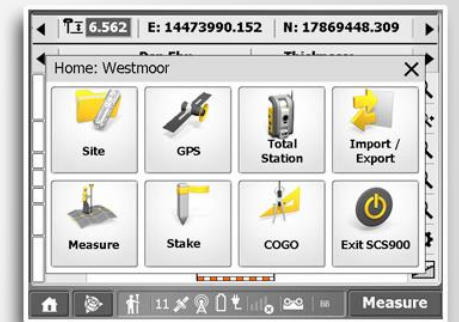 6.562 E: 14473990.152 N: 17869448.309
Home: Westmoor
Site
GPS
Total
Station
Import /
Export
Measure
Stake
COGO
Exit SCS900
11
Measure